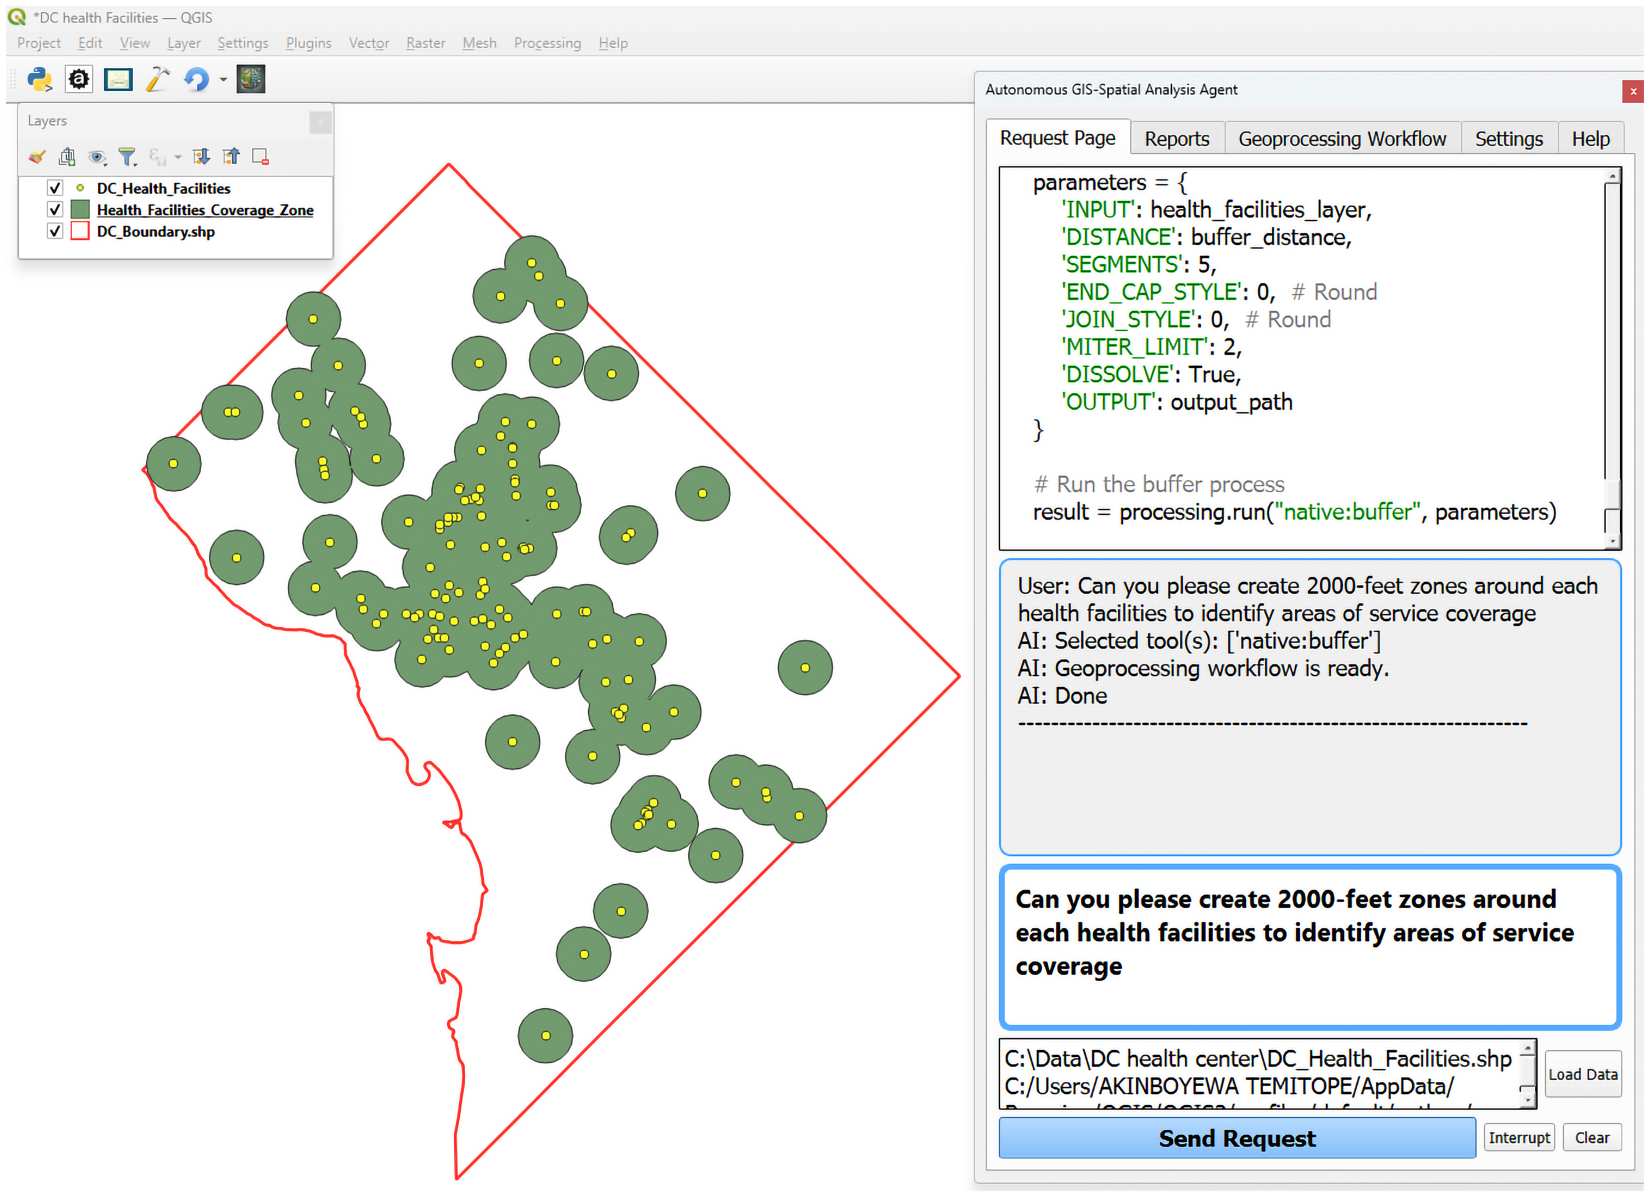 *DC health Facilities — QGIS
Project Edit View Layer Settings Plugins Vector Raster Mesh Processing Help
Layers
DC_Health_Facilities
Health_Facilities_Coverage_Zone
DC_Boundary.shp
Autonomous GIS-Spatial Analysis Agent
Request Page Reports Geoprocessing Workflow Settings Help
parameters = {
'INPUT': health_facilities_layer,
'DISTANCE': buffer_distance,
'SEGMENTS': 5,
'END_CAP_STYLE': 0, # Round
'JOIN_STYLE': 0, # Round
'MITER_LIMIT': 2,
'DISSOLVE': True,
'OUTPUT': output_path
}
# Run the buffer process
result = processing.run("native:buffer", parameters)
User: Can you please create 2000-feet zones around each
health facilities to identify areas of service coverage
AI: Selected tool(s): ['native:buffer']
AI: Geoprocessing workflow is ready.
AI: Done
--------------------------------------------------------------
Can you please create 2000-feet zones around
each health facilities to identify areas of service
coverage
C:\Data\DC health center\DC_Health_Facilities.shp
C:/Users/AKINBOYEWA TEMITOPE/AppData/
Load Data
Send Request
Interrupt
Clear